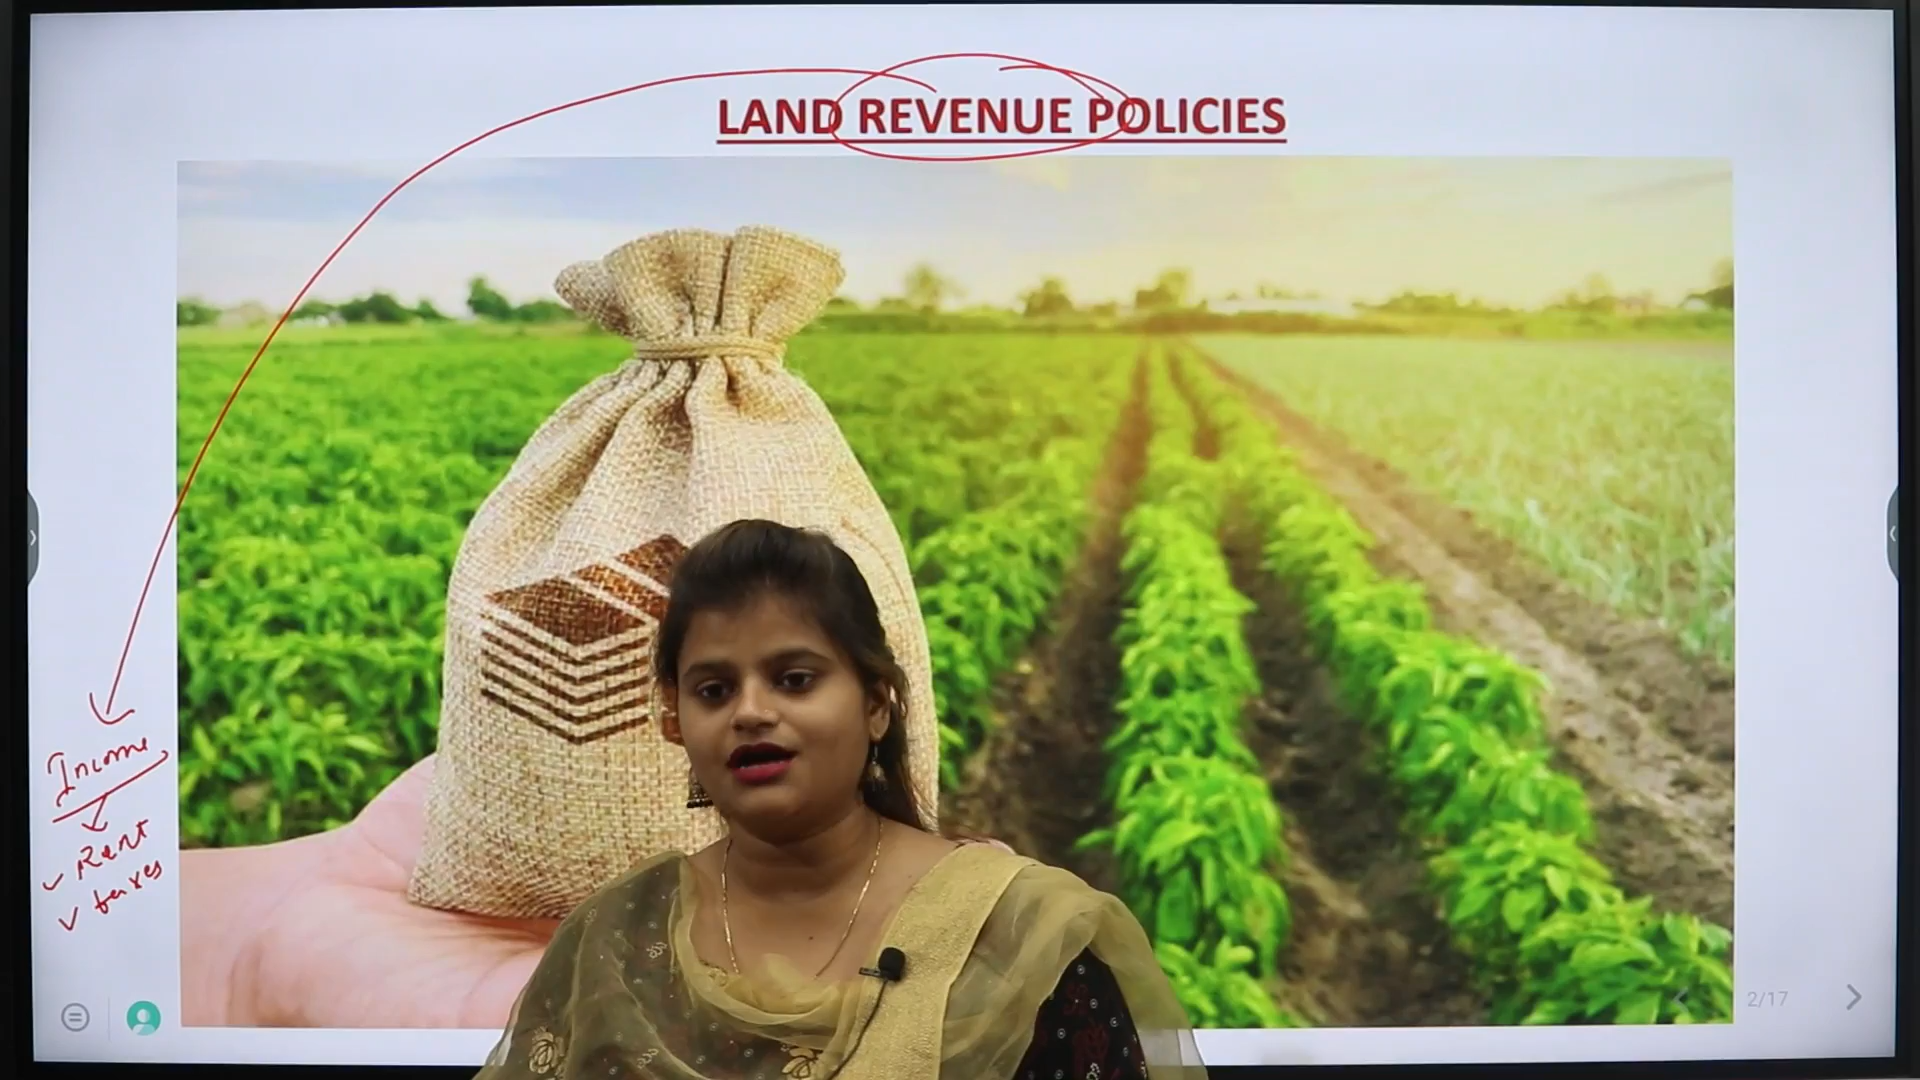 LAND REVENUE POLICIES
Income
Rent
taxes
2/17